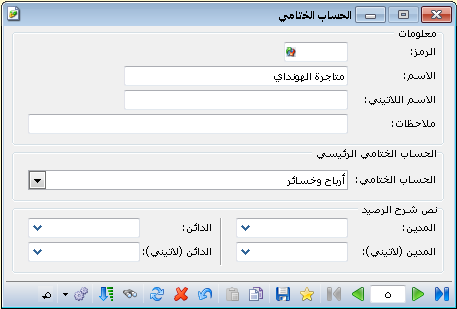 الحساب الختامي
معلومات
الرمز:
الاسم: متاجرة الهونداي
الاسم اللاتيني:
ملاحظات:
الحساب الختامي الرئيسي
الحساب الختامي: أرباح وخسائر
نص شرح الرصيد
المدين: الدائن:
المدين (لاتيني): الدائن (لاتيني):
٥